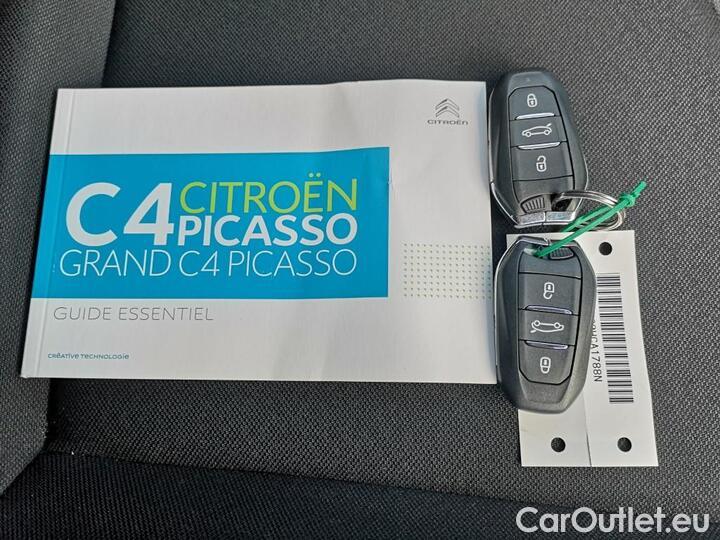 CITROËN
C4 CITROËN
PICASSO
GRAND C4 PICASSO
GUIDE ESSENTIEL
CRÉATIVE TECHNOLOGIE
CarOutlet.eu